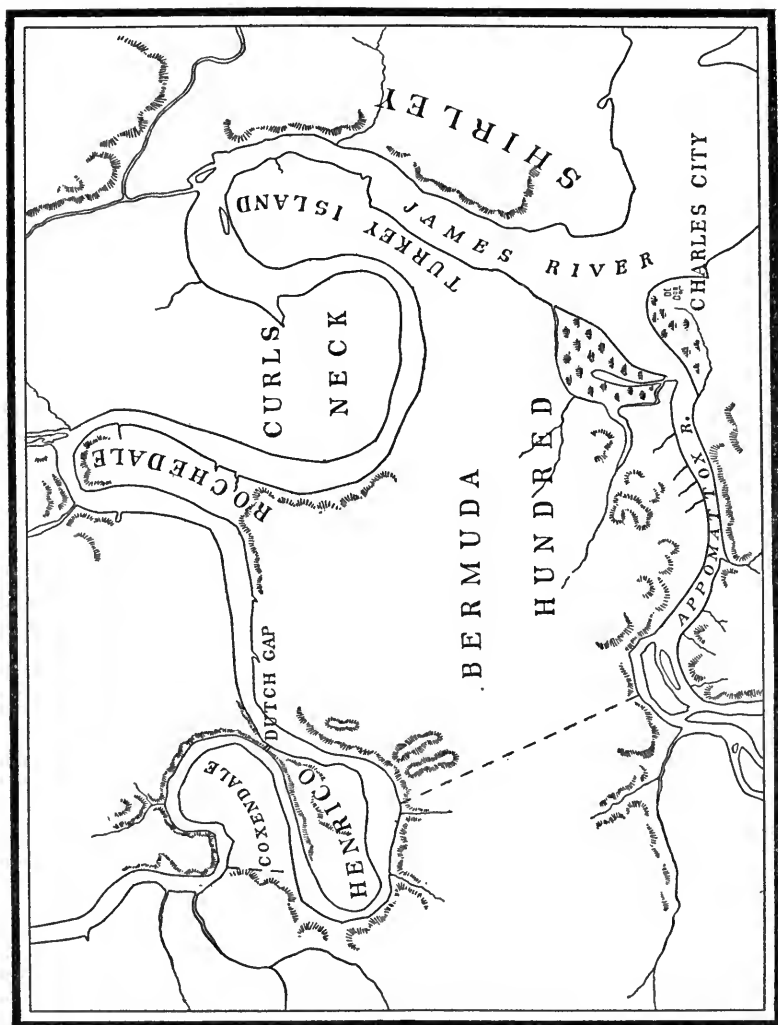 COXENDALE
HENRICO
DUTCH GAP
ROCHEDALE
CURLS
NECK
TURKEY ISLAND
JAMES RIVER
SHIRLEY
BERMUDA
HUNDRED
APPOMATTOX R.
CHARLES CITY